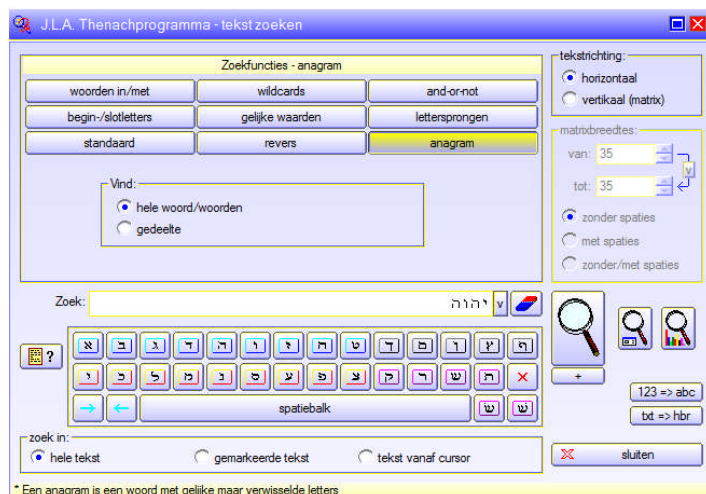 J.L.A. Thenachprogramma - tekst zoeken
Zoekfuncties - anagram
woorden in/met wildcards and-or-not
begin-/slotletters gelijke waarden lettersprongen
standaard revers anagram
Vind:
hele woord/woorden
gedeelte
tekstrichting:
horizontaal
vertikaal (matrix)
matrixbreedtes:
van: 35
v
tot: 35
zonder spaties
met spaties
zonder/met spaties
Zoek: יהוה v
?
א ב ג ד ה ו ז ח ט ך ם ן ץ ף
י כ ל מ נ ס ע פ צ ק ר ש ת ×
→ ← spatiebalk שׁ שׂ
+
123 => abc
txt => hbr
zoek in:
hele tekst gemarkeerde tekst tekst vanaf cursor
sluiten
* Een anagram is een woord met gelijke maar verwisselde letters